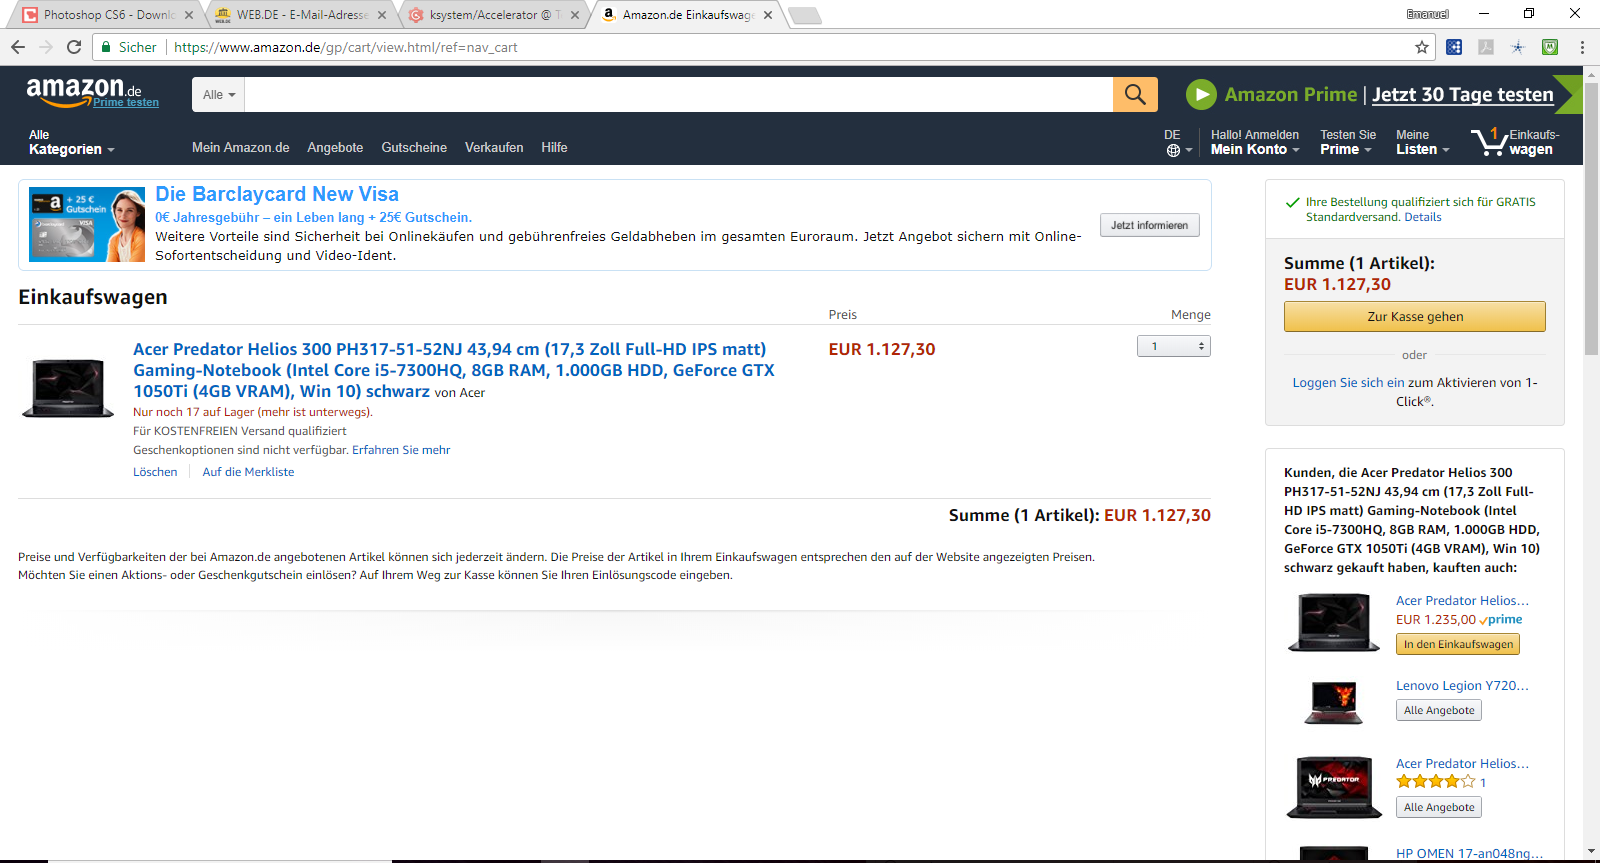 Photoshop CS6 - Downlo
WEB.DE - E-Mail-Adresse
ksystem/Accelerator @ T
Amazon.de Einkaufswage
Emanuel
Sicher
https://www.amazon.de/gp/cart/view.html/ref=nav_cart
amazon.de
Prime testen
Alle
Amazon Prime | Jetzt 30 Tage testen
Alle
Kategorien
Mein Amazon.de
Angebote
Gutscheine
Verkaufen
Hilfe
DE
Hallo! Anmelden
Mein Konto
Testen Sie
Prime
Meine
Listen
1
Einkaufs-
wagen
+ 25 €
Gutschein
VISA
Die Barclaycard New Visa
0€ Jahresgebühr – ein Leben lang + 25€ Gutschein.
Weitere Vorteile sind Sicherheit bei Onlinekäufen und gebührenfreies Geldabheben im gesamten Euroraum. Jetzt Angebot sichern mit Online-
Sofortentscheidung und Video-Ident.
Jetzt informieren
Einkaufswagen
Preis
Menge
Acer Predator Helios 300 PH317-51-52NJ 43,94 cm (17,3 Zoll Full-HD IPS matt)
Gaming-Notebook (Intel Core i5-7300HQ, 8GB RAM, 1.000GB HDD, GeForce GTX
1050Ti (4GB VRAM), Win 10) schwarz von Acer
Nur noch 17 auf Lager (mehr ist unterwegs).
Für KOSTENFREIEN Versand qualifiziert
Geschenkoptionen sind nicht verfügbar. Erfahren Sie mehr
Löschen
Auf die Merkliste
EUR 1.127,30
1
Summe (1 Artikel): EUR 1.127,30
Preise und Verfügbarkeiten der bei Amazon.de angebotenen Artikel können sich jederzeit ändern. Die Preise der Artikel in Ihrem Einkaufswagen entsprechen den auf der Website angezeigten Preisen.
Möchten Sie einen Aktions- oder Geschenkgutschein einlösen? Auf Ihrem Weg zur Kasse können Sie Ihren Einlösungscode eingeben.
Ihre Bestellung qualifiziert sich für GRATIS
Standardversand. Details
Summe (1 Artikel):
EUR 1.127,30
Zur Kasse gehen
oder
Loggen Sie sich ein zum Aktivieren von 1-
Click®.
Kunden, die Acer Predator Helios 300
PH317-51-52NJ 43,94 cm (17,3 Zoll Full-
HD IPS matt) Gaming-Notebook (Intel
Core i5-7300HQ, 8GB RAM, 1.000GB HDD,
GeForce GTX 1050Ti (4GB VRAM), Win 10)
schwarz gekauft haben, kauften auch:
Acer Predator Helios…
EUR 1.235,00 prime
In den Einkaufswagen
Lenovo Legion Y720…
Alle Angebote
PREDATOR
Acer Predator Helios…
1
Alle Angebote
HP OMEN 17-an048ng…